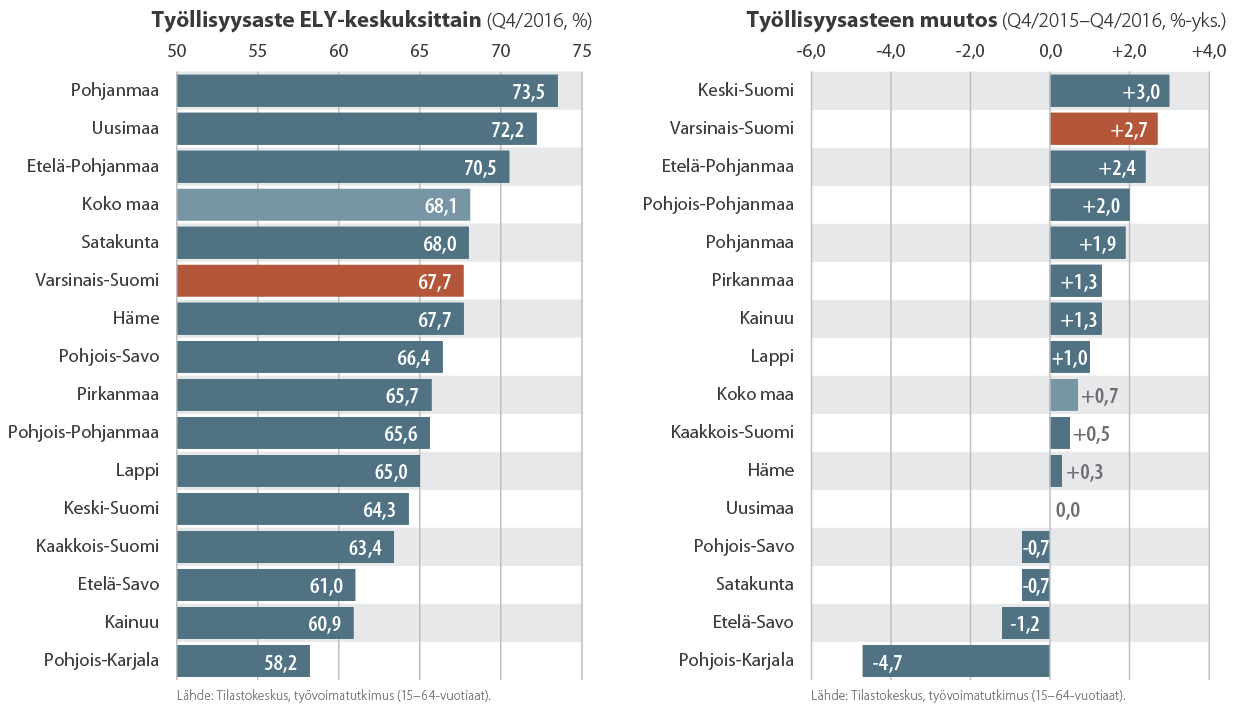 Työllisyysaste ELY-keskuksittain (Q4/2016, %)
50 55 60 65 70 75
Pohjanmaa 73,5
Uusimaa 72,2
Etelä-Pohjanmaa 70,5
Koko maa 68,1
Satakunta 68,0
Varsinais-Suomi 67,7
Häme 67,7
Pohjois-Savo 66,4
Pirkanmaa 65,7
Pohjois-Pohjanmaa 65,6
Lappi 65,0
Keski-Suomi 64,3
Kaakkois-Suomi 63,4
Etelä-Savo 61,0
Kainuu 60,9
Pohjois-Karjala 58,2
Lähde: Tilastokeskus, työvoimatutkimus (15–64-vuotiaat).
Työllisyysasteen muutos (Q4/2015–Q4/2016, %-yks.)
-6,0 -4,0 -2,0 0,0 +2,0 +4,0
Keski-Suomi +3,0
Varsinais-Suomi +2,7
Etelä-Pohjanmaa +2,4
Pohjois-Pohjanmaa +2,0
Pohjanmaa +1,9
Pirkanmaa +1,3
Kainuu +1,3
Lappi +1,0
Koko maa +0,7
Kaakkois-Suomi +0,5
Häme +0,3
Uusimaa 0,0
Pohjois-Savo -0,7
Satakunta -0,7
Etelä-Savo -1,2
Pohjois-Karjala -4,7
Lähde: Tilastokeskus, työvoimatutkimus (15–64-vuotiaat).